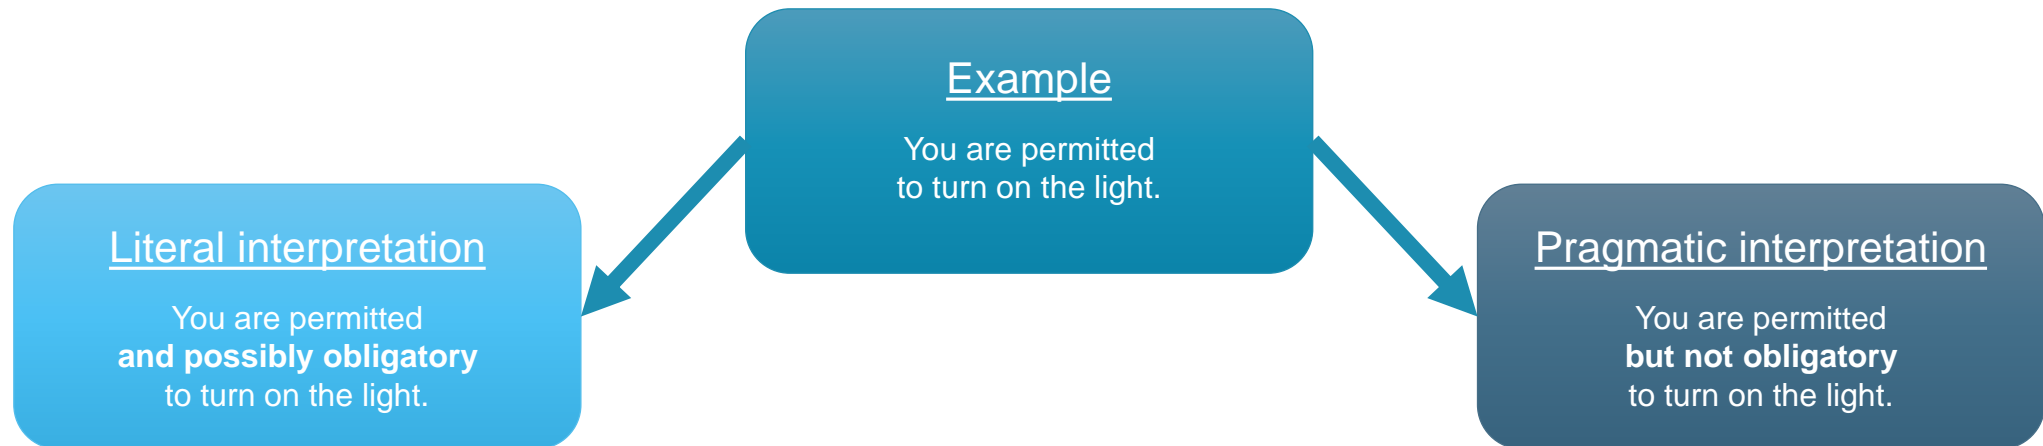 Example
You are permitted
to turn on the light.
Literal interpretation
You are permitted
and possibly obligatory
to turn on the light.
Pragmatic interpretation
You are permitted
but not obligatory
to turn on the light.